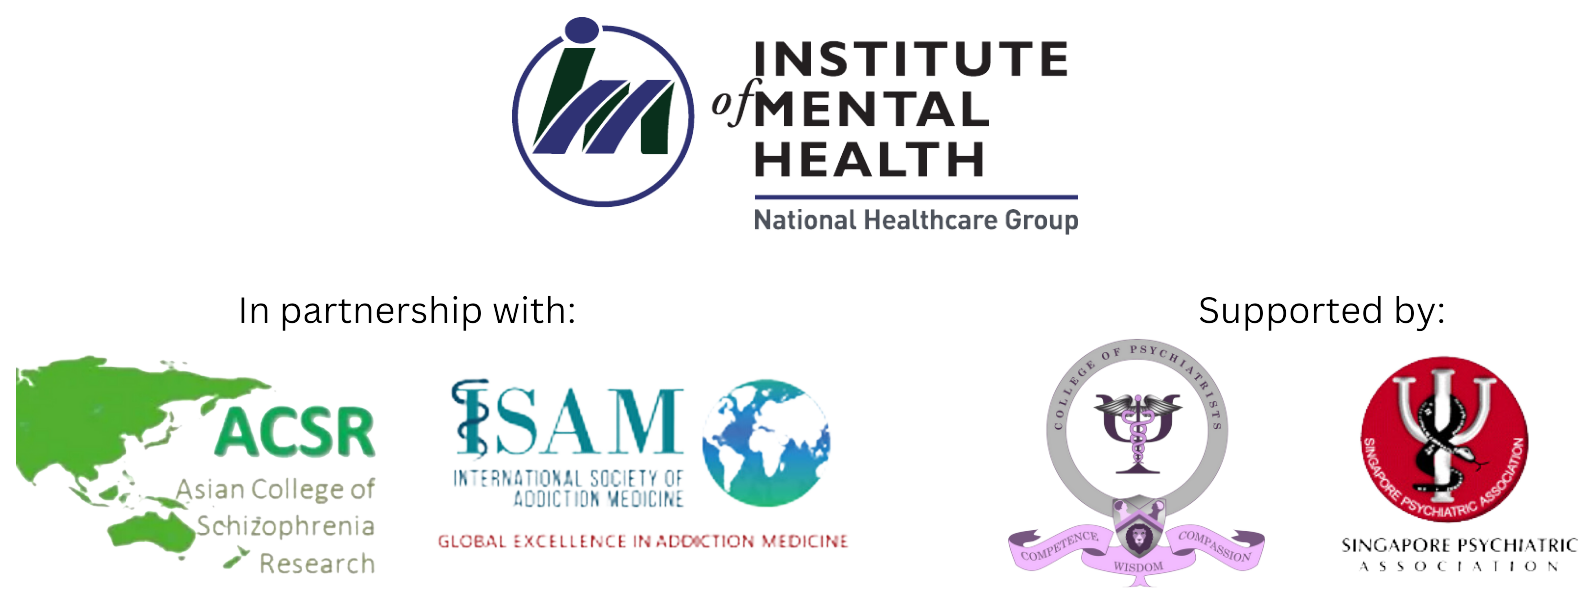 INSTITUTE
of MENTAL
HEALTH
National Healthcare Group
In partnership with:
ACSR
Asian College of
Schizophrenia
Research
ISAM
INTERNATIONAL SOCIETY OF
ADDICTION MEDICINE
GLOBAL EXCELLENCE IN ADDICTION MEDICINE
Supported by:
COLLEGE OF PSYCHIATRISTS
COMPETENCE
WISDOM
COMPASSION
SINGAPORE PSYCHIATRIC ASSOCIATION
SINGAPORE PSYCHIATRIC
ASSOCIATION